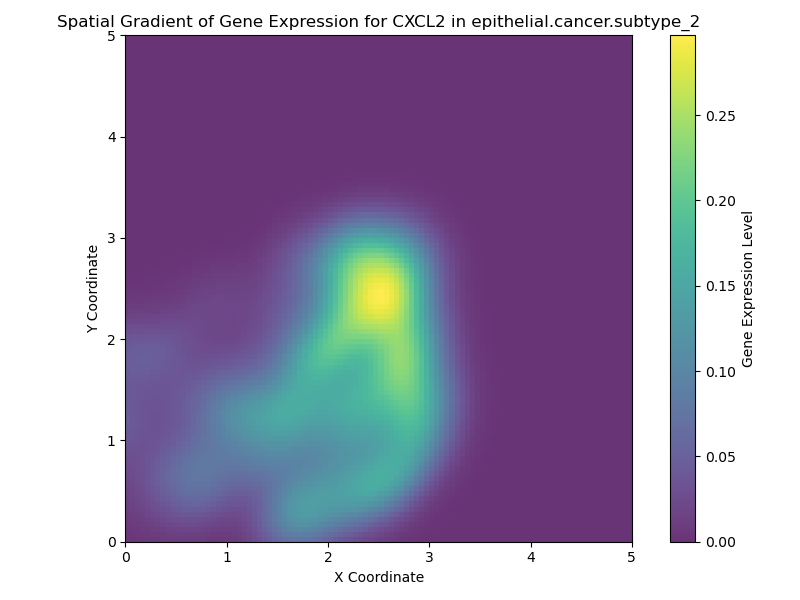 Spatial Gradient of Gene Expression for CXCL2 in epithelial.cancer.subtype_2
5
4
3
2
1
0
Y Coordinate
0 1 2 3 4 5
X Coordinate
0.25
0.20
0.15
0.10
0.05
0.00
Gene Expression Level